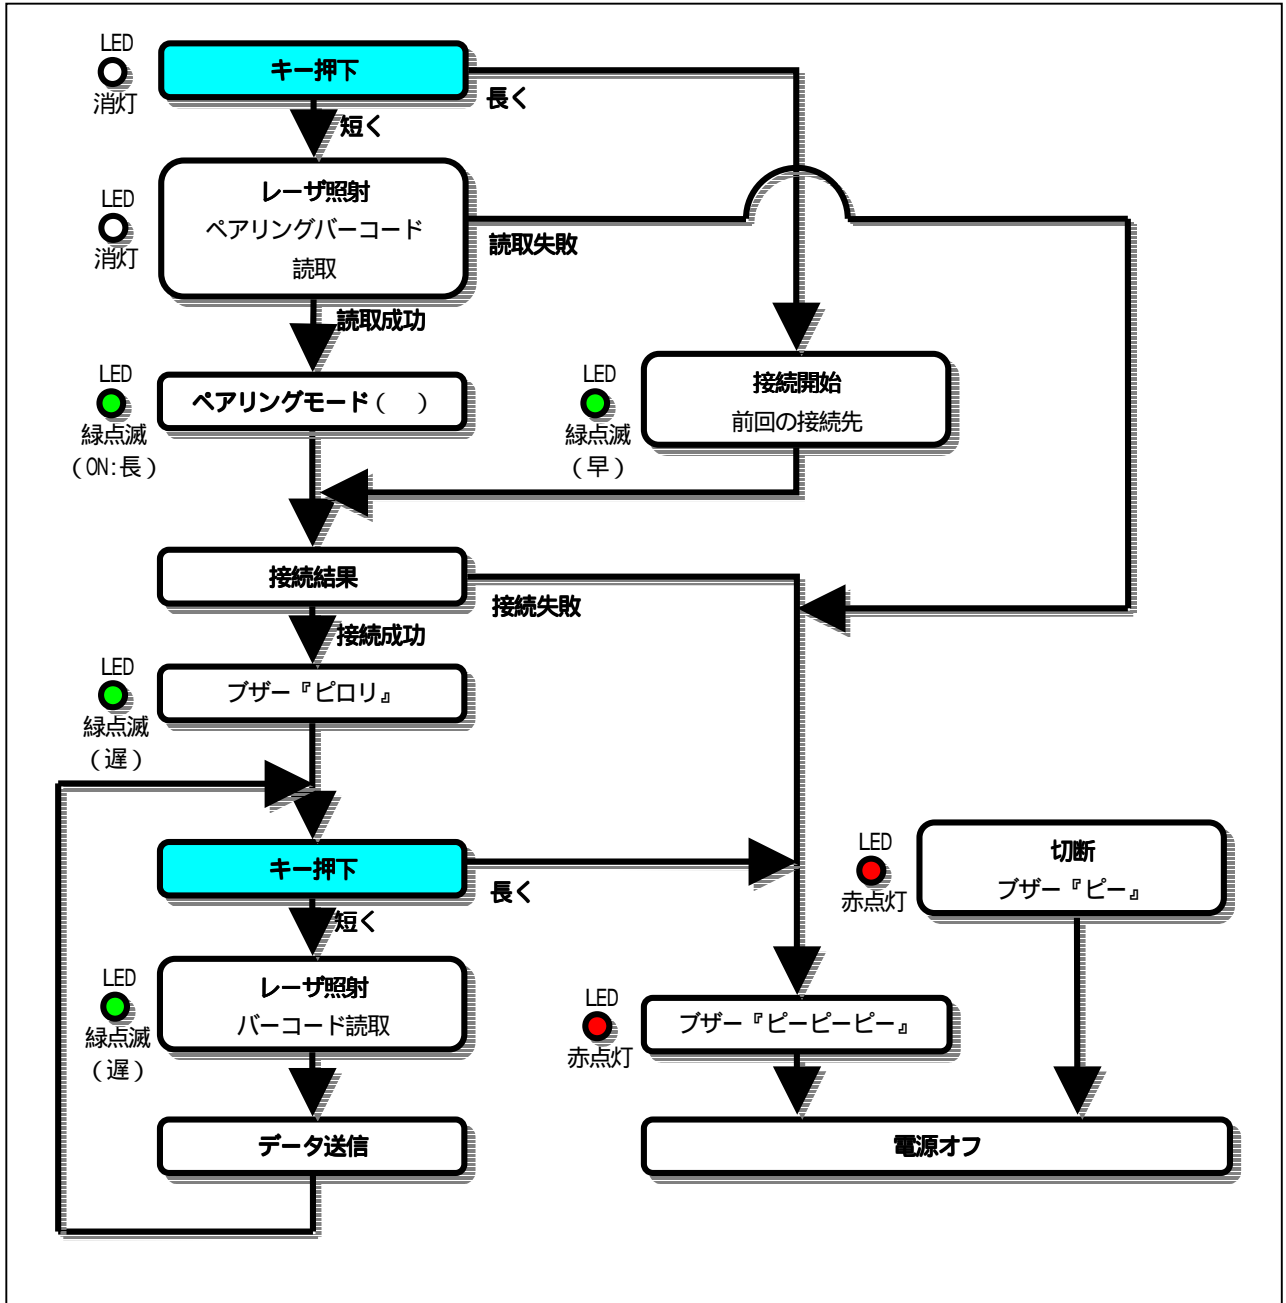 LED
キー押下
消灯
長く
短く
レーザ照射
LED
ペアリングバーコード
消灯
読取
読取失敗
読取成功
LED
ペアリングモード(　)
緑点滅
(ON:長)
LED
接続開始
前回の接続先
緑点滅
(早)
接続結果
接続失敗
接続成功
LED
ブザー『ピロリ』
緑点滅
(遅)
キー押下
長く
短く
LED
切断
ブザー『ピー』
赤点灯
レーザ照射
LED
バーコード読取
緑点滅
(遅)
LED
ブザー『ピーピーピー』
赤点灯
データ送信
電源オフ